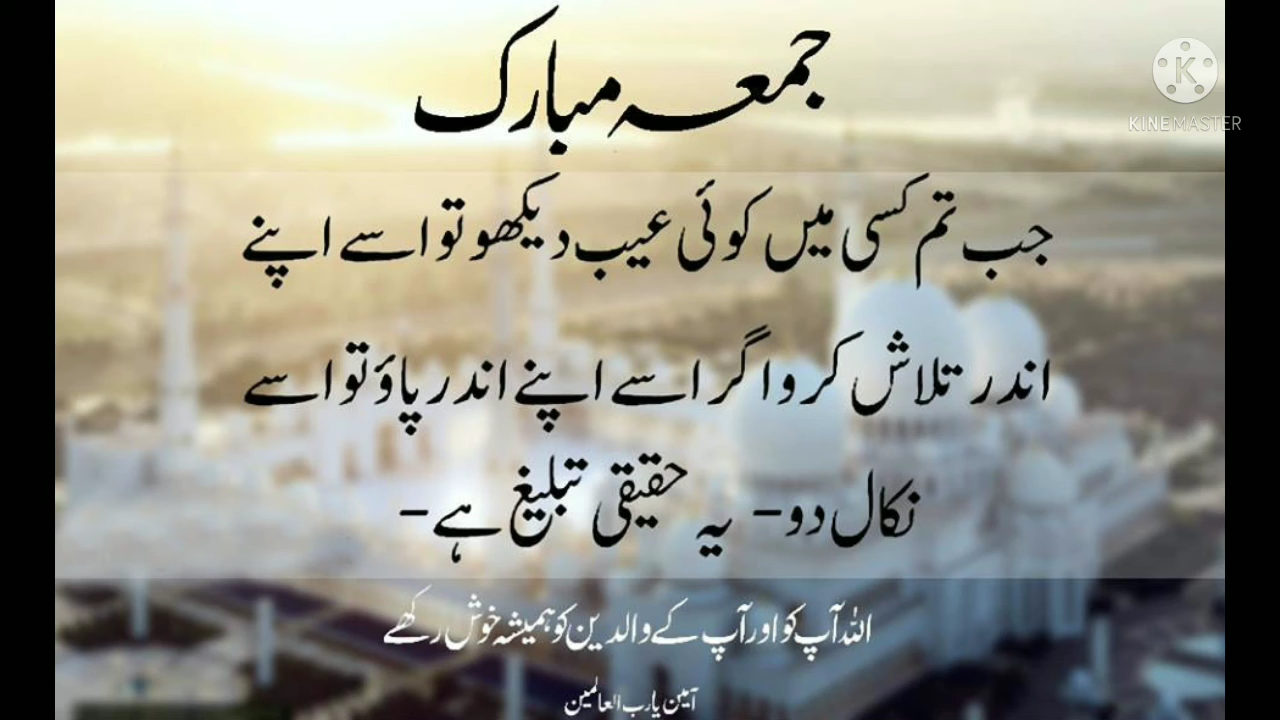 جمعہ مبارک
K
KINEMASTER
جب تم کسی میں کوئی عیب دیکھو تو اسے اپنے
اندر تلاش کرو اگر اسے اپنے اندر پاؤ تو اسے
نکال دو- یہ حقیقی تبلیغ ہے-
اللہ آپ کو اور آپ کے والدین کو ہمیشہ خوش رکھے
آمین یا رب العالمین